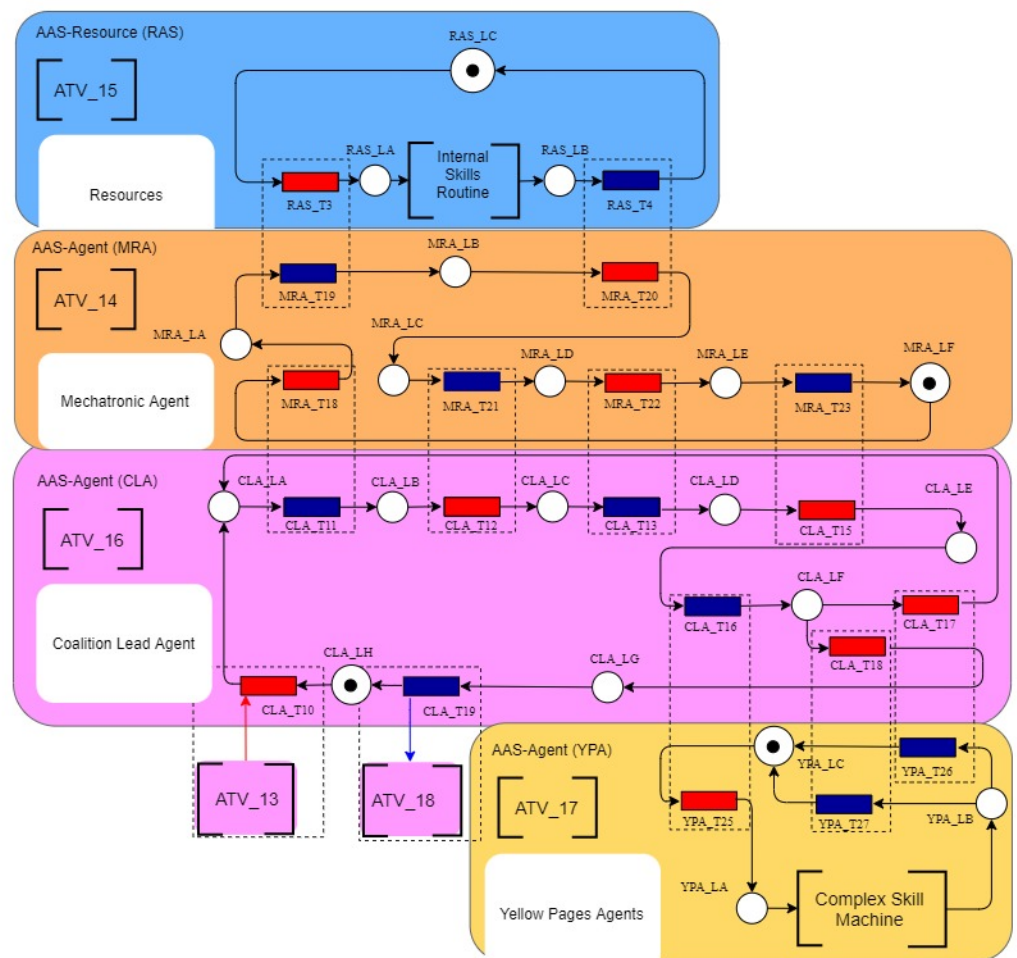 AAS-Resource (RAS)
RAS_LC
ATV_15
RAS_LA
Internal
Skills
Routine
RAS_LB
Resources
RAS_T3
RAS_T4
AAS-Agent (MRA)
MRA_LB
ATV_14
MRA_T19
MRA_T20
MRA_LA
MRA_LC
MRA_LD
MRA_LE
MRA_LF
Mechatronic Agent
MRA_T18
MRA_T21
MRA_T22
MRA_T23
AAS-Agent (CLA)
CLA_LA
CLA_LB
CLA_LC
CLA_LD
CLA_LE
ATV_16
CLA_T11
CLA_T12
CLA_T13
CLA_T15
CLA_LF
CLA_T16
CLA_T17
Coalition Lead Agent
CLA_LH
CLA_LG
CLA_T18
CLA_T10
CLA_T19
AAS-Agent (YPA)
YPA_LC
YPA_T26
ATV_13
ATV_18
ATV_17
YPA_T25
YPA_T27
YPA_LB
YPA_LA
Complex Skill
Machine
Yellow Pages Agents